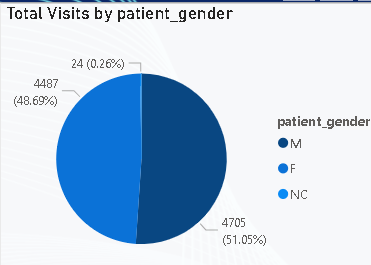 Total Visits by patient_gender
24 (0.26%)
4487
(48.69%)
patient_gender
M
F
NC
4705
(51.05%)